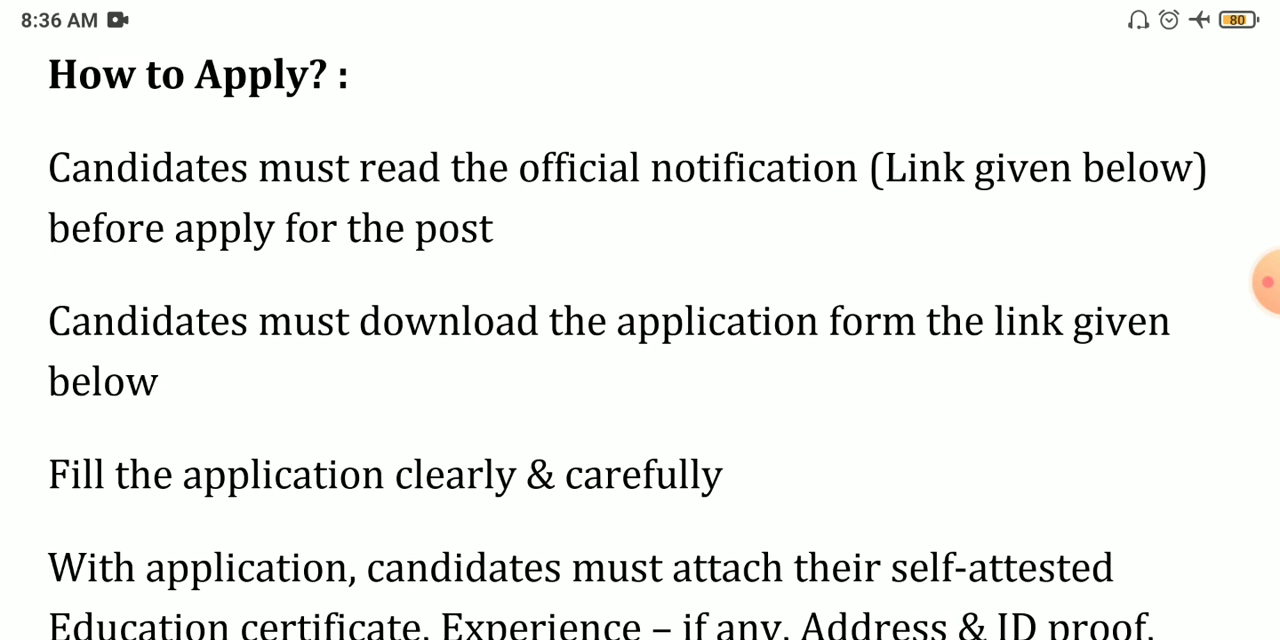 8:36 AM
80
How to Apply? :
Candidates must read the official notification (Link given below)
before apply for the post
Candidates must download the application form the link given
below
Fill the application clearly & carefully
With application, candidates must attach their self-attested
Education certificate, Experience – if any, Address & ID proof,